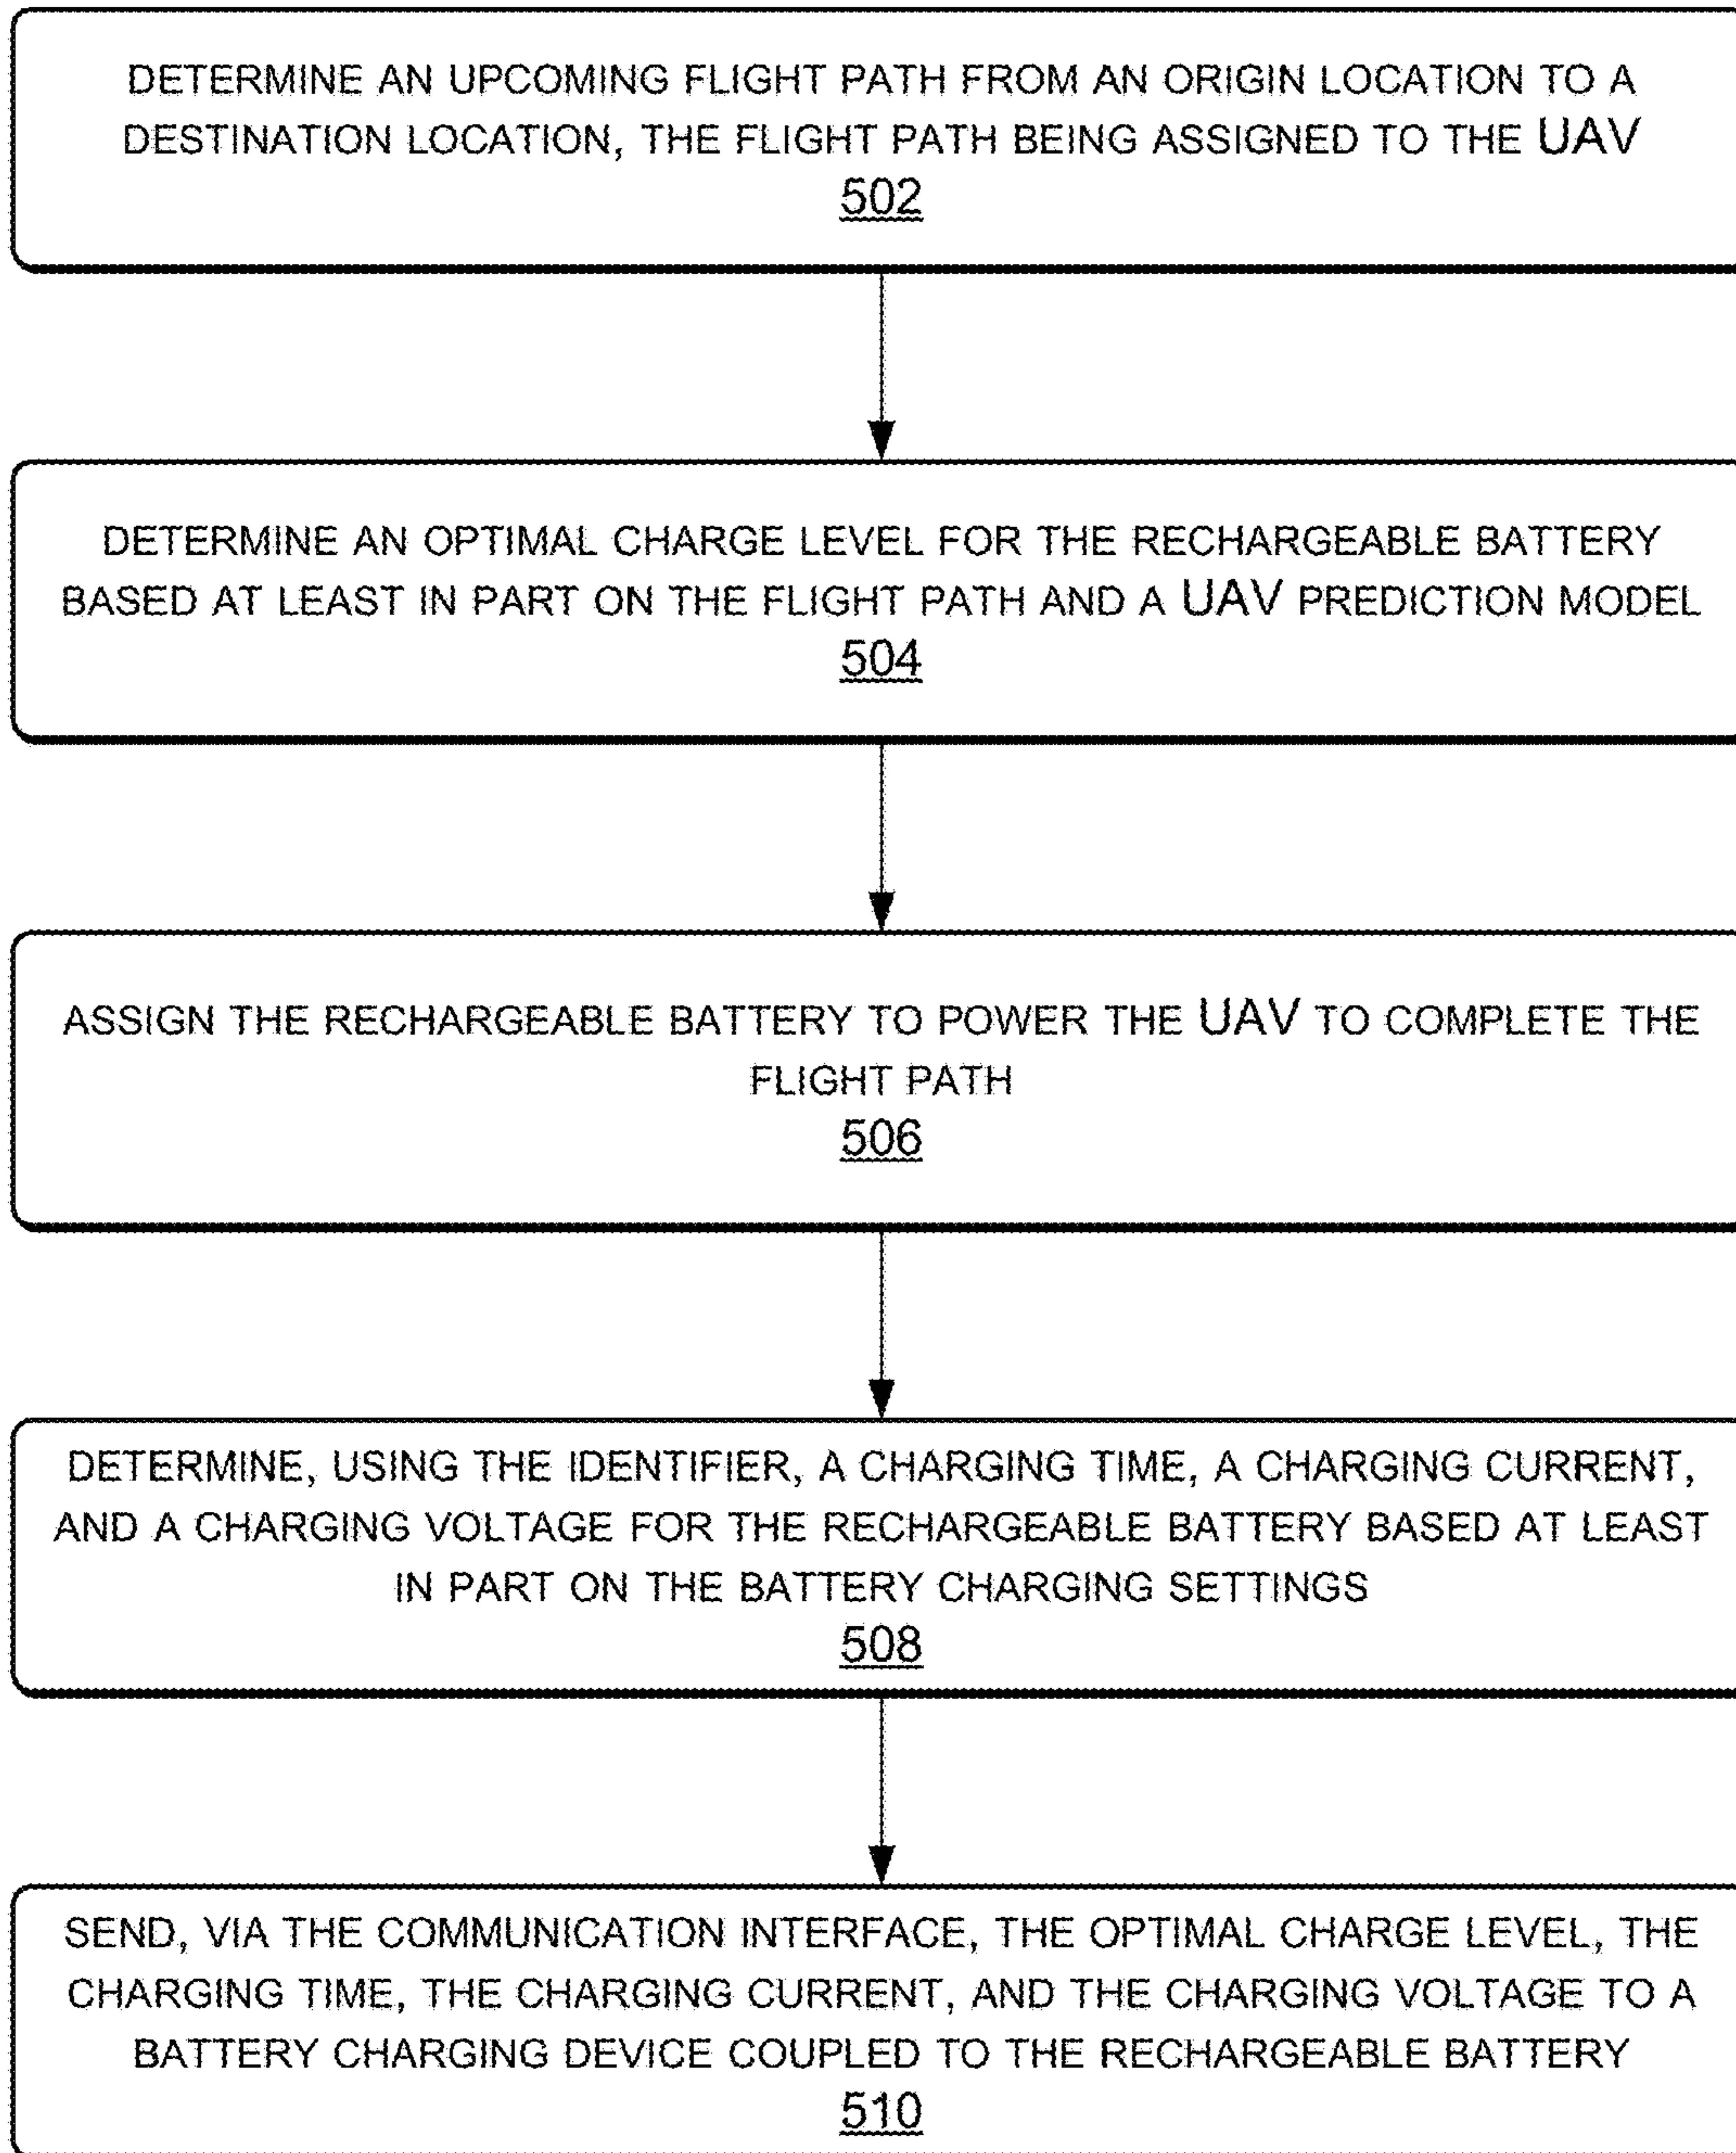 DETERMINE AN UPCOMING FLIGHT PATH FROM AN ORIGIN LOCATION TO A
DESTINATION LOCATION, THE FLIGHT PATH BEING ASSIGNED TO THE UAV
502
DETERMINE AN OPTIMAL CHARGE LEVEL FOR THE RECHARGEABLE BATTERY
BASED AT LEAST IN PART ON THE FLIGHT PATH AND A UAV PREDICTION MODEL
504
ASSIGN THE RECHARGEABLE BATTERY TO POWER THE UAV TO COMPLETE THE
FLIGHT PATH
506
DETERMINE, USING THE IDENTIFIER, A CHARGING TIME, A CHARGING CURRENT,
AND A CHARGING VOLTAGE FOR THE RECHARGEABLE BATTERY BASED AT LEAST
IN PART ON THE BATTERY CHARGING SETTINGS
508
SEND, VIA THE COMMUNICATION INTERFACE, THE OPTIMAL CHARGE LEVEL, THE
CHARGING TIME, THE CHARGING CURRENT, AND THE CHARGING VOLTAGE TO A
BATTERY CHARGING DEVICE COUPLED TO THE RECHARGEABLE BATTERY
510